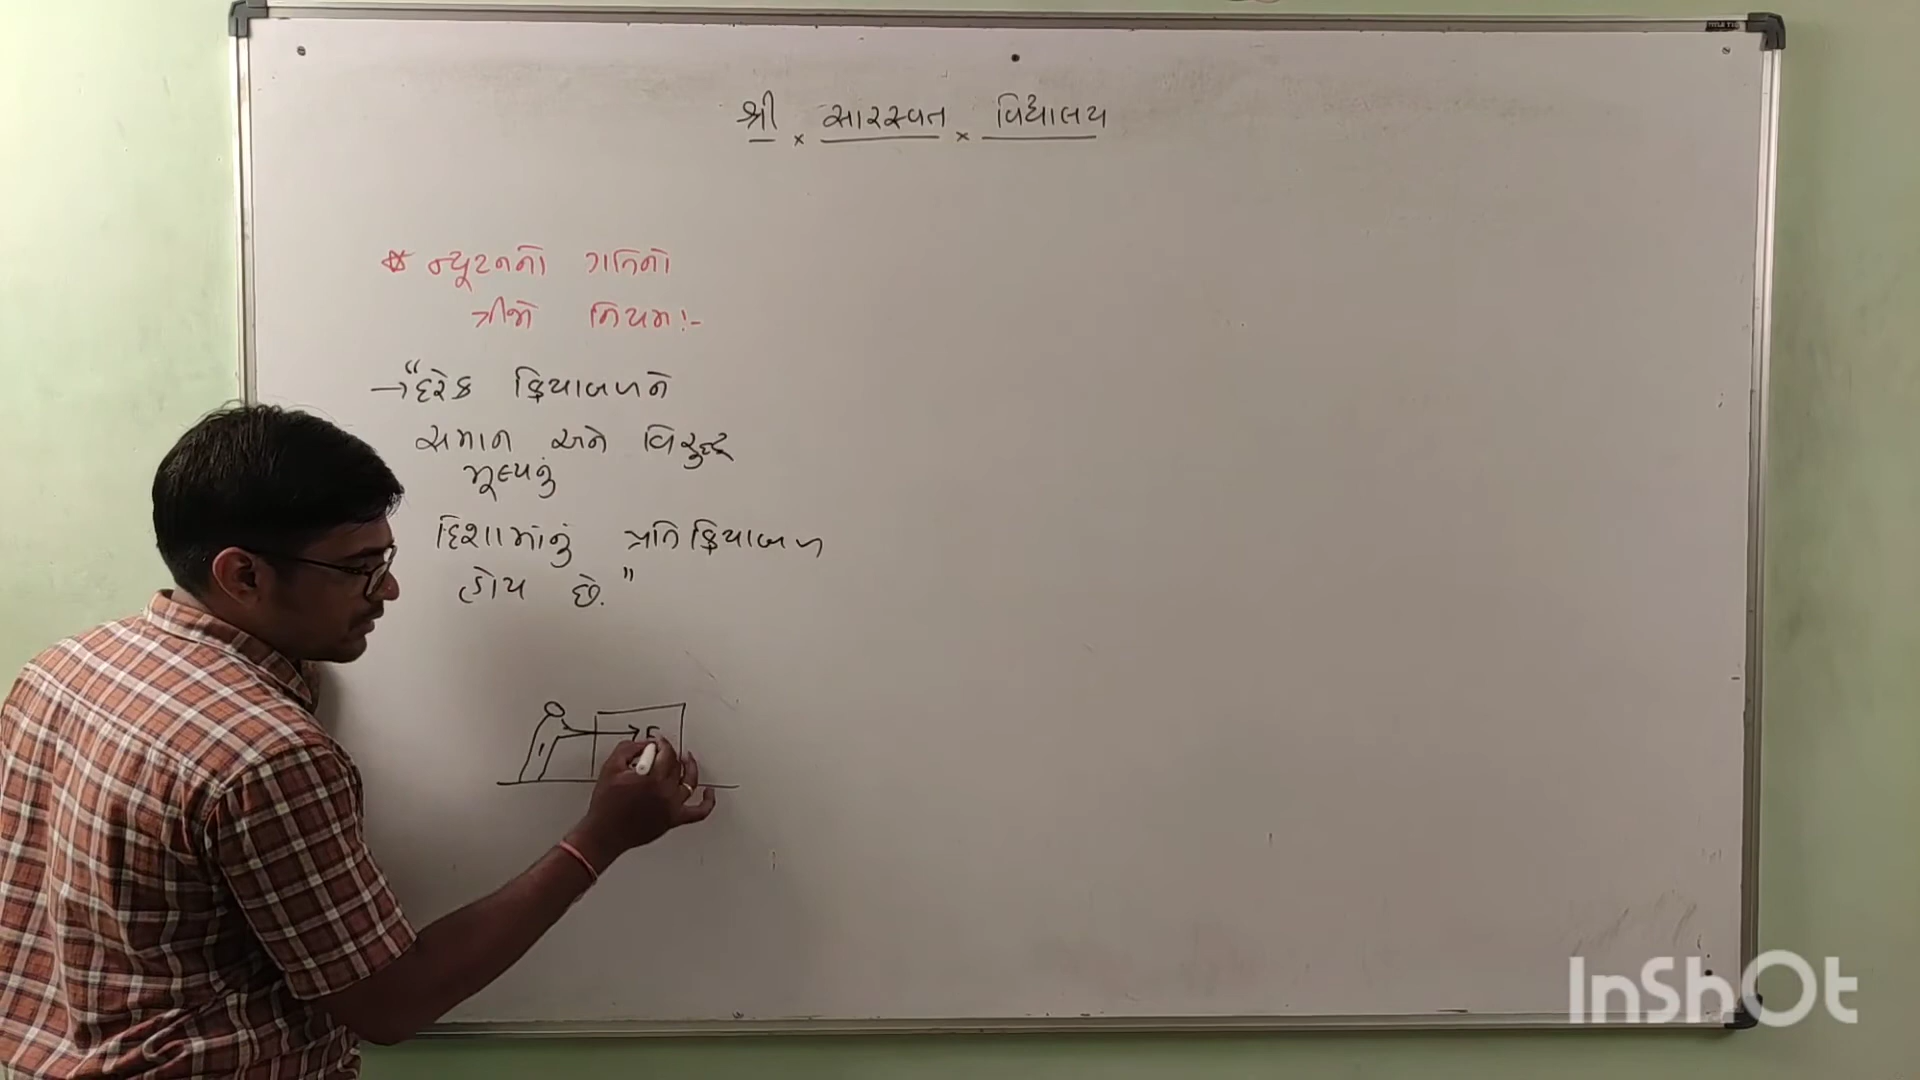 શ્રી × સારસ્વત × વિદ્યાલય
ન્યૂટનનો ગતિનો
ત્રીજો નિયમ:-
→ "દરેક ક્રિયાબળને
સમાન અને વિરુદ્ધ
મૂલ્યનું
દિશામાંનું પ્રતિક્રિયાબળ
હોય છે."
F
InShOt